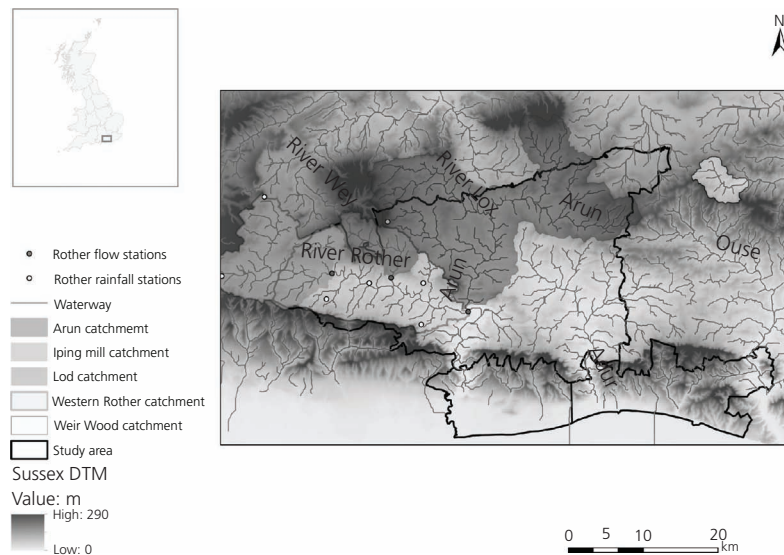 N
River Wey
River Lox
Arun
Ouse
River Rother
Arun
Adur
Rother flow stations
Rother rainfall stations
Waterway
Arun catchmemt
Iping mill catchment
Lod catchment
Western Rother catchment
Weir Wood catchment
Study area
Sussex DTM
Value: m
High: 290
Low: 0
0 5 10 20
km